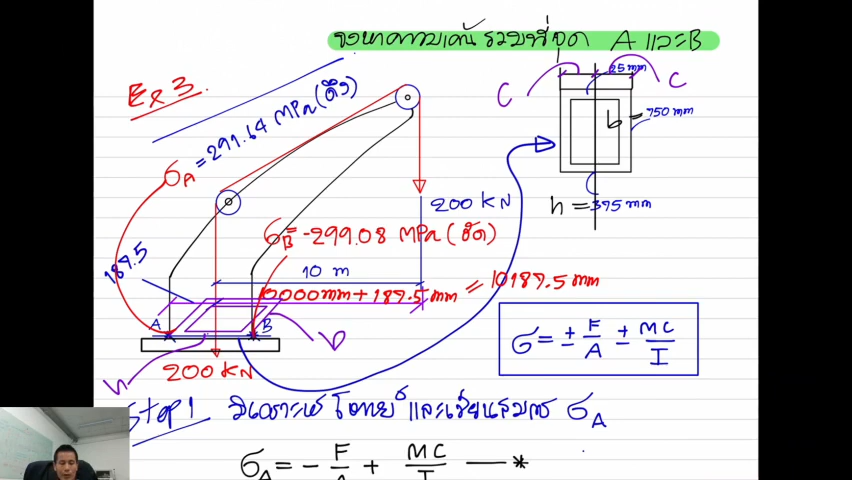 จงหาความเค้นรวมที่จุด A และ B
Ex 3
σA = 291.64 MPa (ดึง)
C
25 mm
C
b = 750 mm
h = 375 mm
200 KN
σB = -299.08 MPa (อัด)
187.5
10 m
10000mm + 187.5 mm = 10187.5 mm
A
B
h
b
200 KN
σ = ± F/A ± MC/I
Step 1 วิเคราะห์โจทย์และเขียนสมการ σA
σA = - F/A + MC/I — *